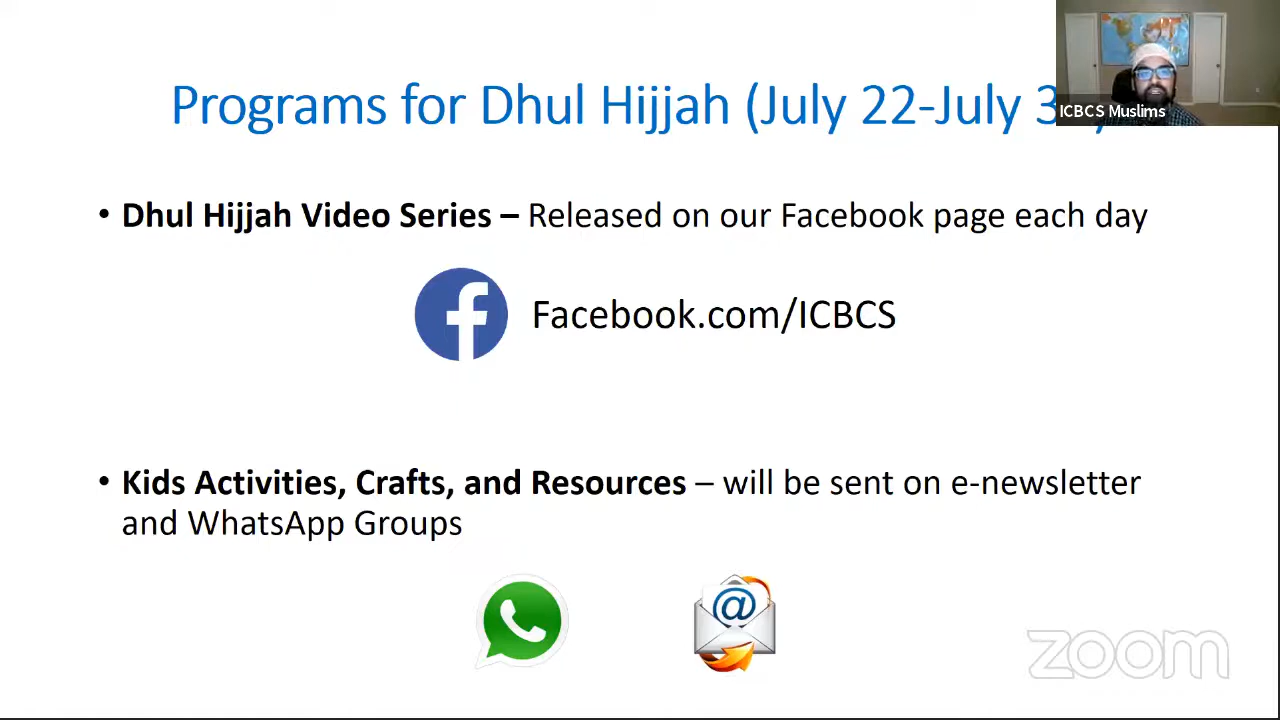 Programs for Dhul Hijjah (July 22-July
ICBCS Muslims
• Dhul Hijjah Video Series – Released on our Facebook page each day
Facebook.com/ICBCS
• Kids Activities, Crafts, and Resources – will be sent on e-newsletter
and WhatsApp Groups
zoom